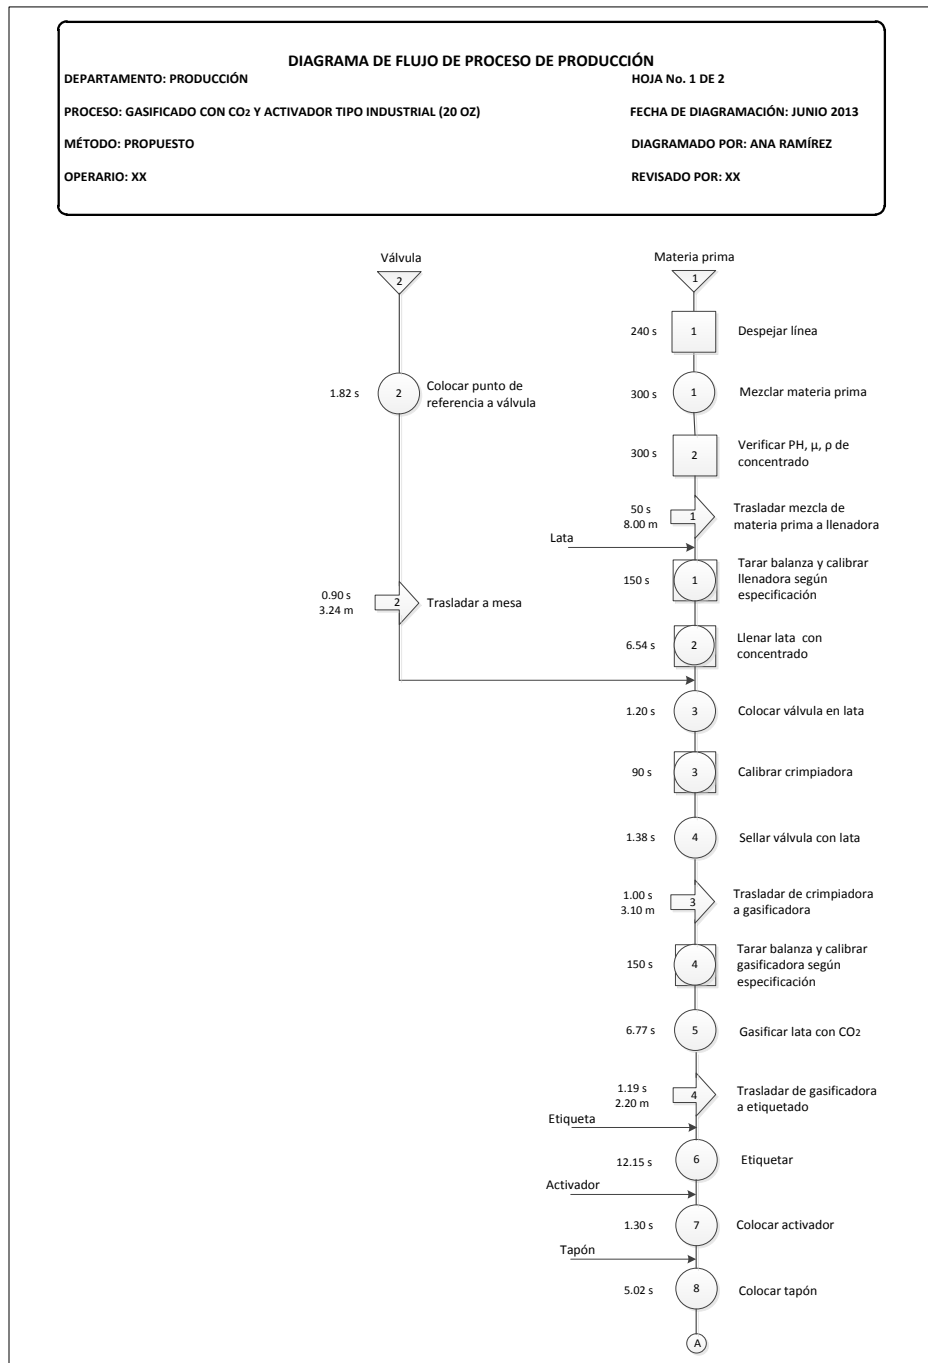 DIAGRAMA DE FLUJO DE PROCESO DE PRODUCCIÓN
DEPARTAMENTO: PRODUCCIÓN
HOJA No. 1 DE 2
PROCESO: GASIFICADO CON CO2 Y ACTIVADOR TIPO INDUSTRIAL (20 OZ)
FECHA DE DIAGRAMACIÓN: JUNIO 2013
MÉTODO: PROPUESTO
DIAGRAMADO POR: ANA RAMÍREZ
OPERARIO: XX
REVISADO POR: XX
Válvula
2
Materia prima
1
240 s
1
Despejar línea
1.82 s
2
Colocar punto de
referencia a válvula
300 s
1
Mezclar materia prima
300 s
2
Verificar PH, µ, ρ de
concentrado
50 s
8.00 m
1
Trasladar mezcla de
materia prima a llenadora
Lata
150 s
1
Tarar balanza y calibrar
llenadora según
especificación
0.90 s
3.24 m
2
Trasladar a mesa
6.54 s
2
Llenar lata con
concentrado
1.20 s
3
Colocar válvula en lata
90 s
3
Calibrar crimpiadora
1.38 s
4
Sellar válvula con lata
1.00 s
3.10 m
3
Trasladar de crimpiadora
a gasificadora
150 s
4
Tarar balanza y calibrar
gasificadora según
especificación
6.77 s
5
Gasificar lata con CO2
1.19 s
2.20 m
4
Trasladar de gasificadora
a etiquetado
Etiqueta
12.15 s
6
Etiquetar
Activador
1.30 s
7
Colocar activador
Tapón
5.02 s
8
Colocar tapón
A